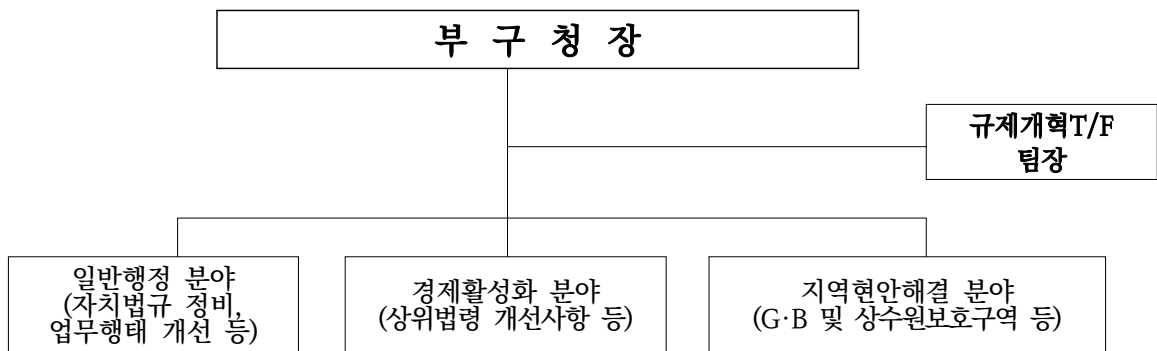 부 구 청 장
규제개혁T/F
팀장
일반행정 분야
(자치법규 정비,
업무행태 개선 등)
경제활성화 분야
(상위법령 개선사항 등)
지역현안해결 분야
(G·B 및 상수원보호구역 등)